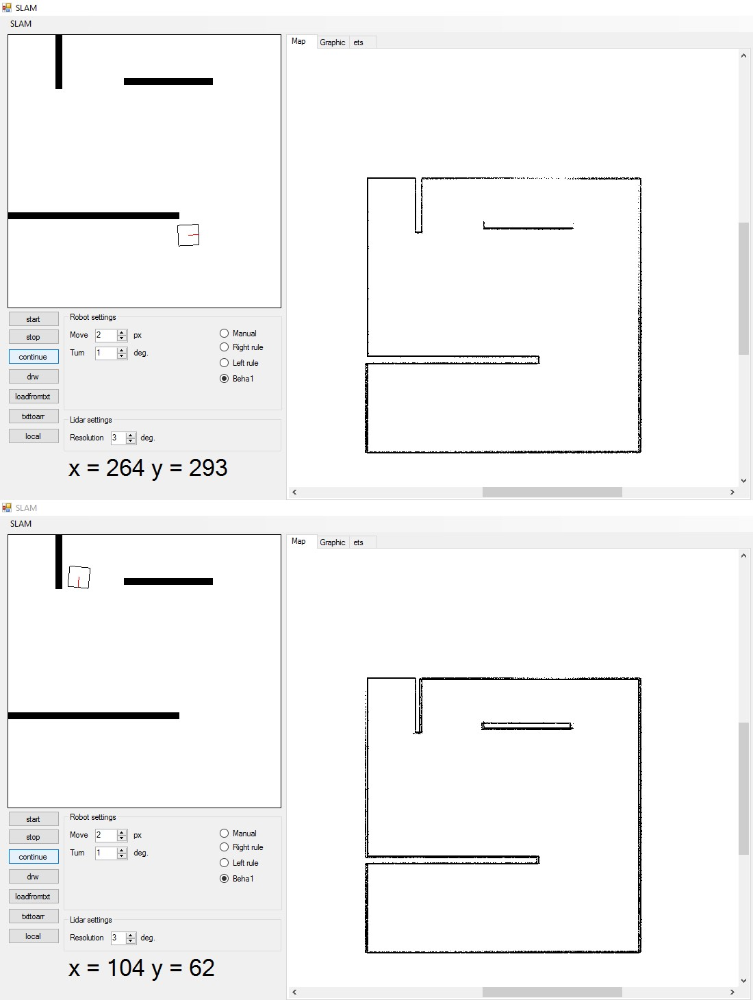 SLAM
SLAM
Map Graphic ets
start
stop
continue
drw
loadfromtxt
txttoarr
local
Robot settings
Move 2 px
Turn 1 deg.
Manual
Right rule
Left rule
Beha1
Lidar settings
Resolution 3 deg.
x = 264 y = 293
SLAM
SLAM
Map Graphic ets
start
stop
continue
drw
loadfromtxt
txttoarr
local
Robot settings
Move 2 px
Turn 1 deg.
Manual
Right rule
Left rule
Beha1
Lidar settings
Resolution 3 deg.
x = 104 y = 62